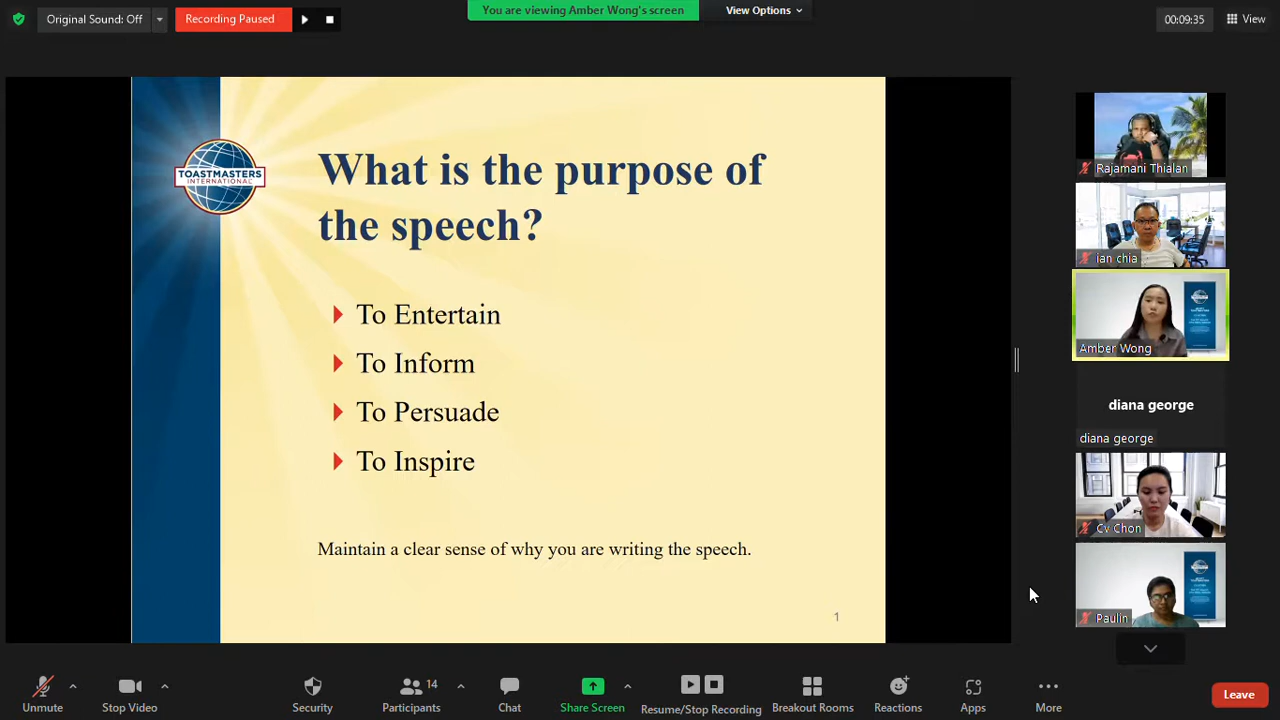 Original Sound: Off
Recording Paused
You are viewing Amber Wong's screen
View Options
00:09:35
View
TOASTMASTERS
INTERNATIONAL
What is the purpose of
the speech?
To Entertain
To Inform
To Persuade
To Inspire
Maintain a clear sense of why you are writing the speech.
1
Rajamani Thialan
ian chia
Amber Wong
diana george
diana george
Cv Chon
Paulin
Unmute
Stop Video
Security
14
Participants
Chat
Share Screen
Resume/Stop Recording
Breakout Rooms
Reactions
Apps
More
Leave